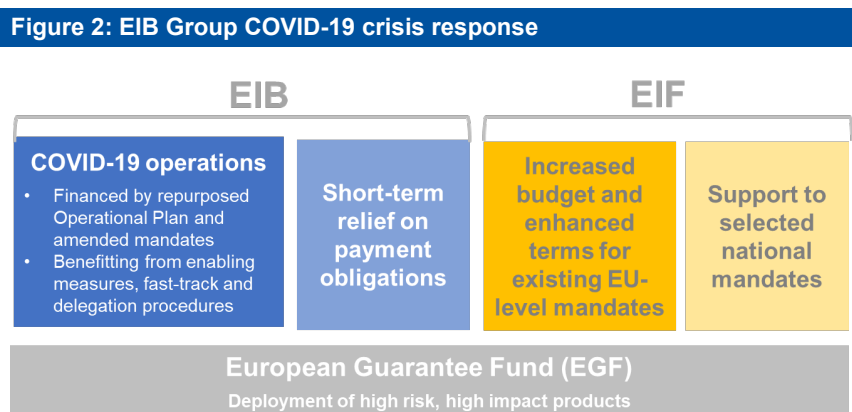 Figure 2: EIB Group COVID-19 crisis response
EIB
EIF
COVID-19 operations
• Financed by repurposed
Operational Plan and
amended mandates
• Benefitting from enabling
measures, fast-track and
delegation procedures
Short-term
relief on
payment
obligations
Increased
budget and
enhanced
terms for
existing EU-
level mandates
Support to
selected
national
mandates
European Guarantee Fund (EGF)
Deployment of high risk, high impact products